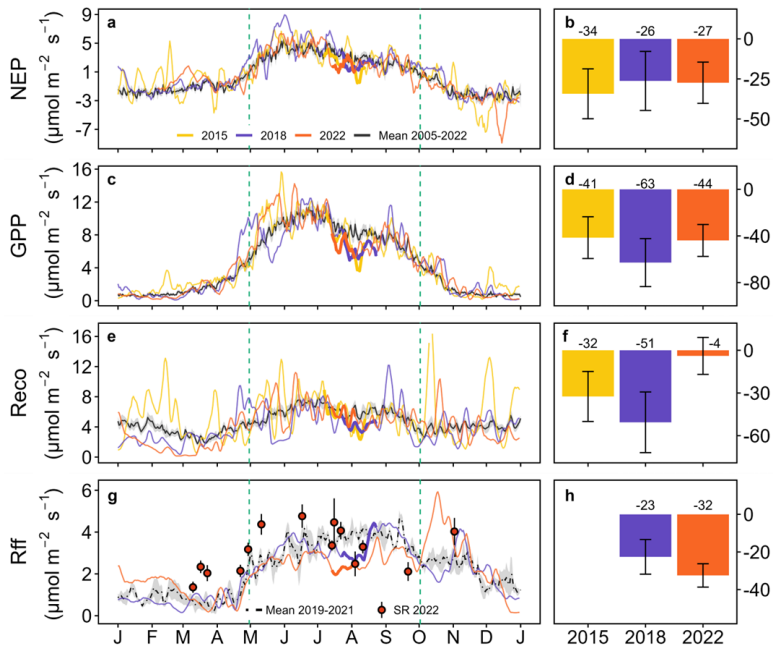 a
NEP
(μmol m⁻² s⁻¹)
9
5
1
-3
-7
2015 2018 2022 Mean 2005-2022
b
-34 -26 -27
0
-25
-50
c
GPP
(μmol m⁻² s⁻¹)
16
12
8
4
0
d
-41 -63 -44
0
-40
-80
e
Reco
(μmol m⁻² s⁻¹)
16
12
8
4
0
f
-32 -51 -4
0
-30
-60
g
Rff
(μmol m⁻² s⁻¹)
6
4
2
0
Mean 2019-2021 SR 2022
J F M A M J J A S O N D J
h
-23 -32
0
-20
-40
2015 2018 2022